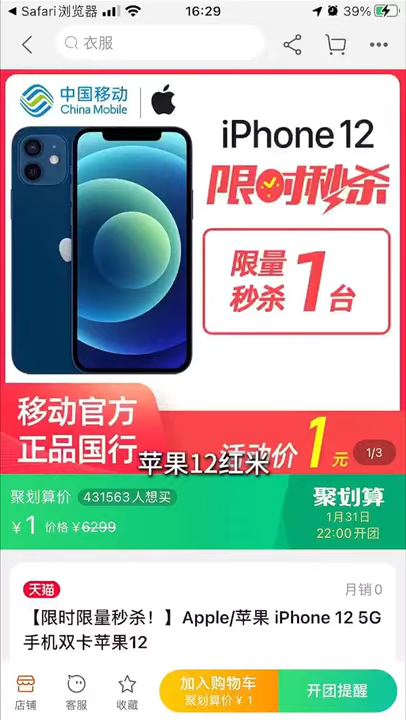 Safari浏览器
16:29
39%
衣服
中国移动
China Mobile
iPhone 12
限时秒杀
限量
秒杀
1台
移动官方
正品国行
活动价1元
1/3
苹果12红米
聚划算价 431563人想买
¥1 价格 ¥6299
聚划算
1月31日
22:00开团
天猫
月销0
【限时限量秒杀！】Apple/苹果 iPhone 12 5G
手机双卡苹果12
店铺
客服
收藏
加入购物车
聚划算价¥1
开团提醒